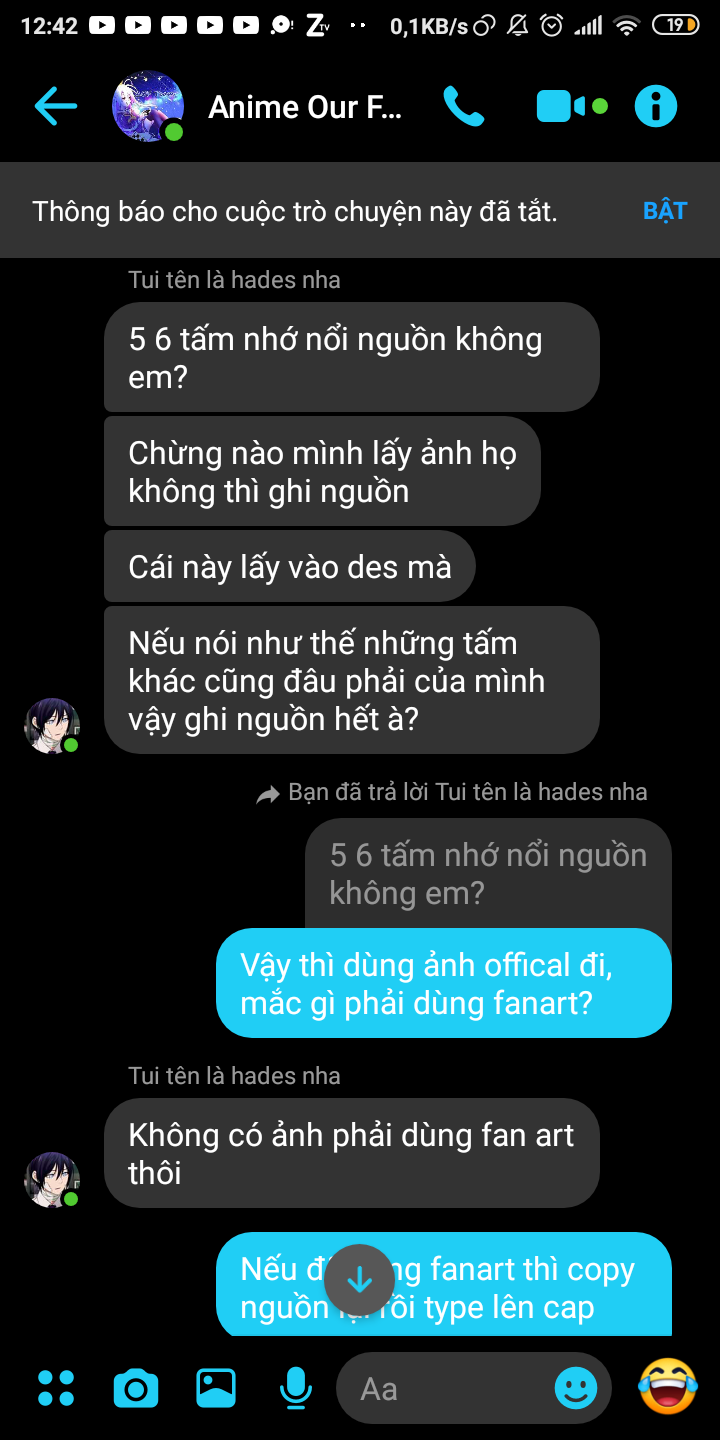 12:42
0,1KB/s
19
Anime Our F...
Thông báo cho cuộc trò chuyện này đã tắt.
BẬT
Tui tên là hades nha
5 6 tấm nhớ nổi nguồn không
em?
Chừng nào mình lấy ảnh họ
không thì ghi nguồn
Cái này lấy vào des mà
Nếu nói như thế những tấm
khác cũng đâu phải của mình
vậy ghi nguồn hết à?
Bạn đã trả lời Tui tên là hades nha
5 6 tấm nhớ nổi nguồn
không em?
Vậy thì dùng ảnh offical đi,
mắc gì phải dùng fanart?
Tui tên là hades nha
Không có ảnh phải dùng fan art
thôi
Nếu fanart thì copy
nguồn rồi type lên cap
Aa